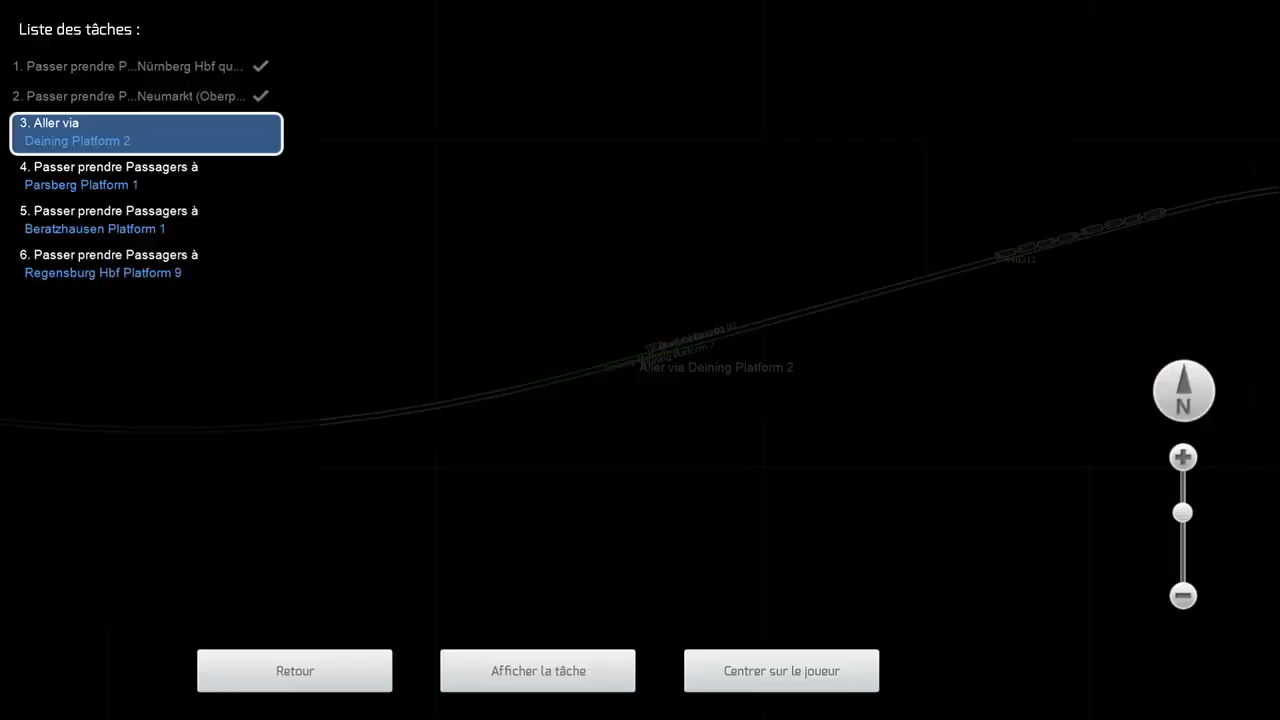 Liste des tâches :
1. Passer prendre P...Nürnberg Hbf qu...
2. Passer prendre P...Neumarkt (Oberp...
3. Aller via
Deining Platform 2
4. Passer prendre Passagers à
Parsberg Platform 1
5. Passer prendre Passagers à
Beratzhausen Platform 1
6. Passer prendre Passagers à
Regensburg Hbf Platform 9
Aller via Deining Platform 2
N
Retour
Afficher la tâche
Centrer sur le joueur